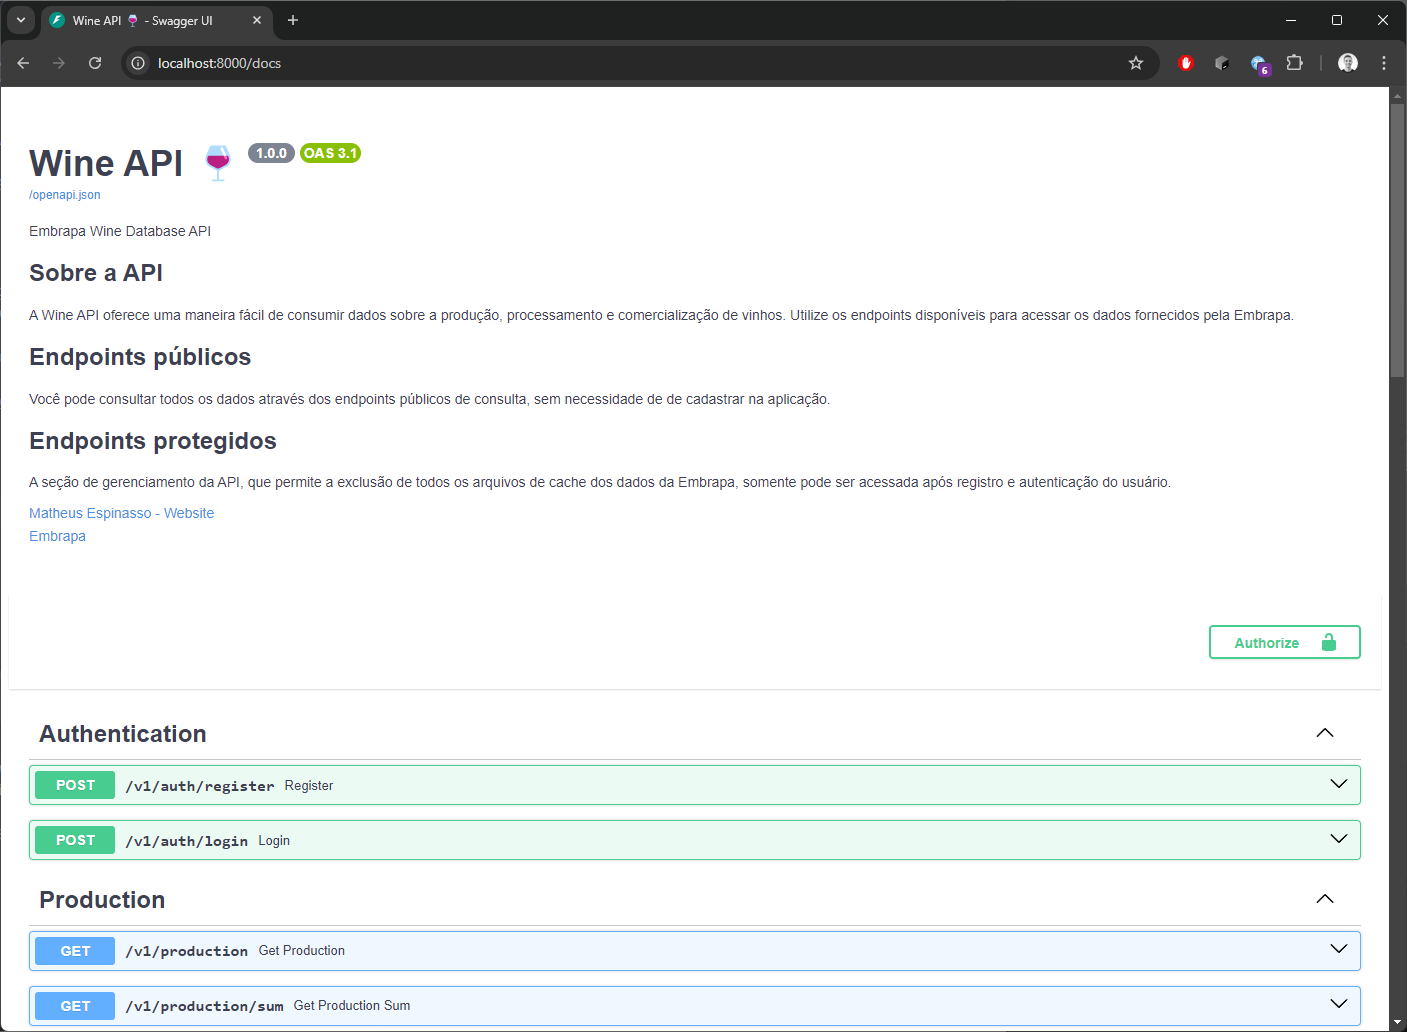 Wine API 🍷 - Swagger UI
localhost:8000/docs
6
Wine API 🍷 1.0.0 OAS 3.1
/openapi.json
Embrapa Wine Database API
Sobre a API
A Wine API oferece uma maneira fácil de consumir dados sobre a produção, processamento e comercialização de vinhos. Utilize os endpoints disponíveis para acessar os dados fornecidos pela Embrapa.
Endpoints públicos
Você pode consultar todos os dados através dos endpoints públicos de consulta, sem necessidade de de cadastrar na aplicação.
Endpoints protegidos
A seção de gerenciamento da API, que permite a exclusão de todos os arquivos de cache dos dados da Embrapa, somente pode ser acessada após registro e autenticação do usuário.
Matheus Espinasso - Website
Embrapa
Authorize
Authentication
POST /v1/auth/register Register
POST /v1/auth/login Login
Production
GET /v1/production Get Production
GET /v1/production/sum Get Production Sum